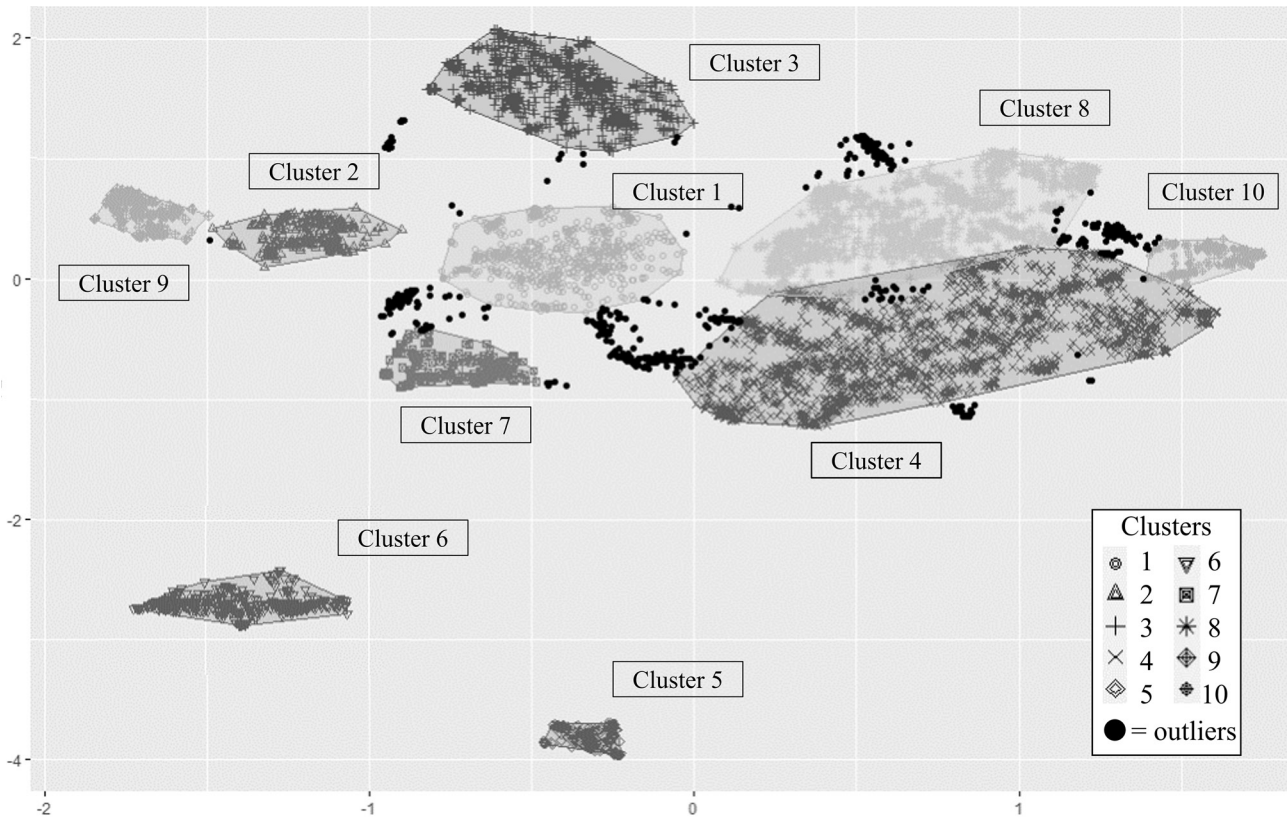 2
0
-2
-4
-2
-1
0
1
Cluster 3
Cluster 8
Cluster 2
Cluster 1
Cluster 10
Cluster 9
Cluster 7
Cluster 4
Cluster 6
Cluster 5
Clusters
1 6
2 7
3 8
4 9
5 10
= outliers